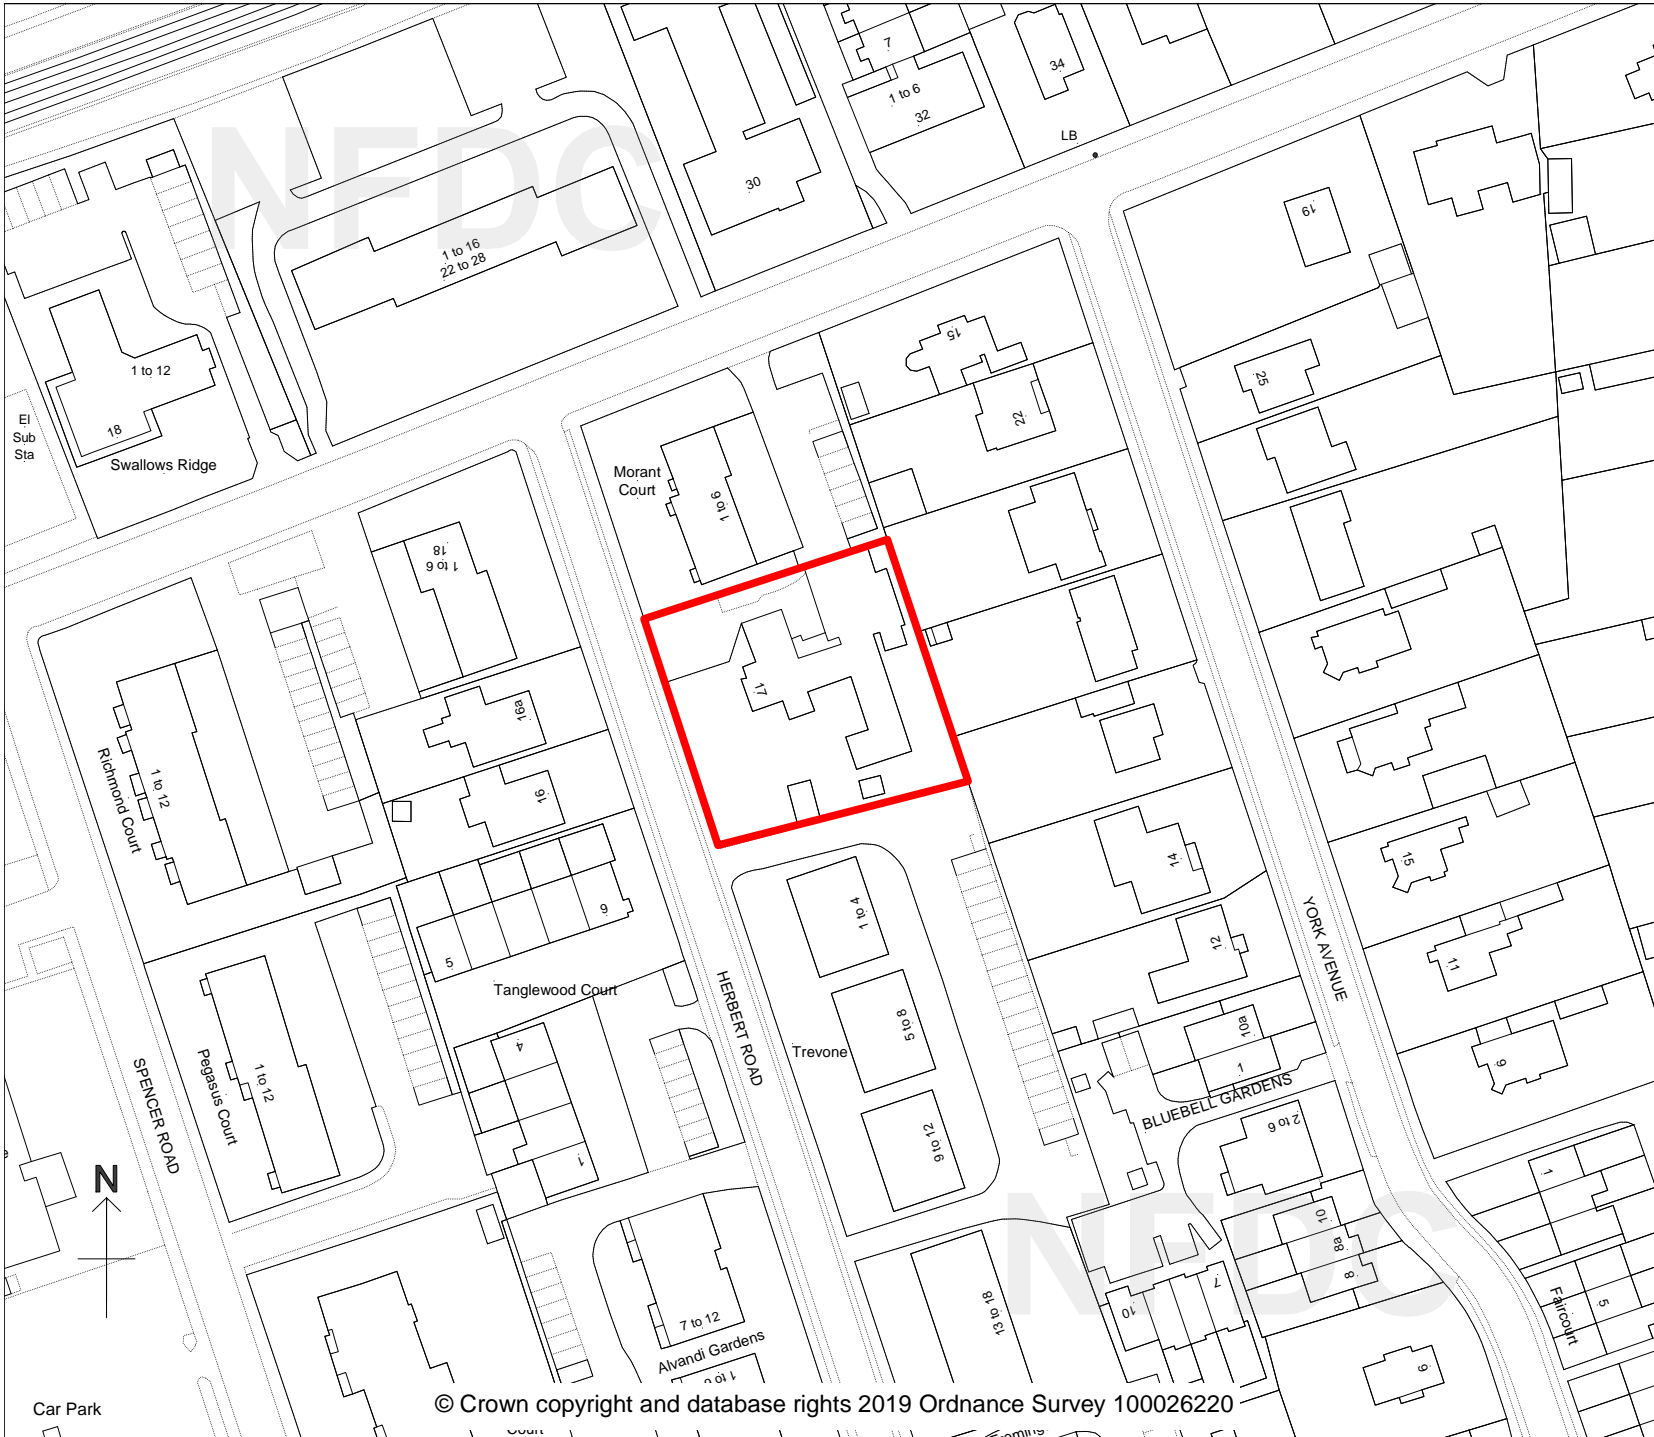 NFDC
7
1 to 6
32
34
LB
30
19
1 to 16
22 to 28
15
1 to 12
18
El
Sub
Sta
Swallows Ridge
25
22
Morant
Court
1 to 6
1 to 6
18
17
16a
16
Richmond Court
1 to 12
14
15
6
5
1 to 4
12
11
Tanglewood Court
HERBERT ROAD
YORK AVENUE
5 to 8
10a
1
4
Trevone
9
SPENCER ROAD
Pegasus Court
1 to 12
BLUEBELL GARDENS
2 to 6
9 to 12
1
1
N
NFDC
10
8a
8
7
10
13 to 18
5
Faircourt
7 to 12
Alvandi Gardens
9
© Crown copyright and database rights 2019 Ordnance Survey 100026220
Car Park
Court